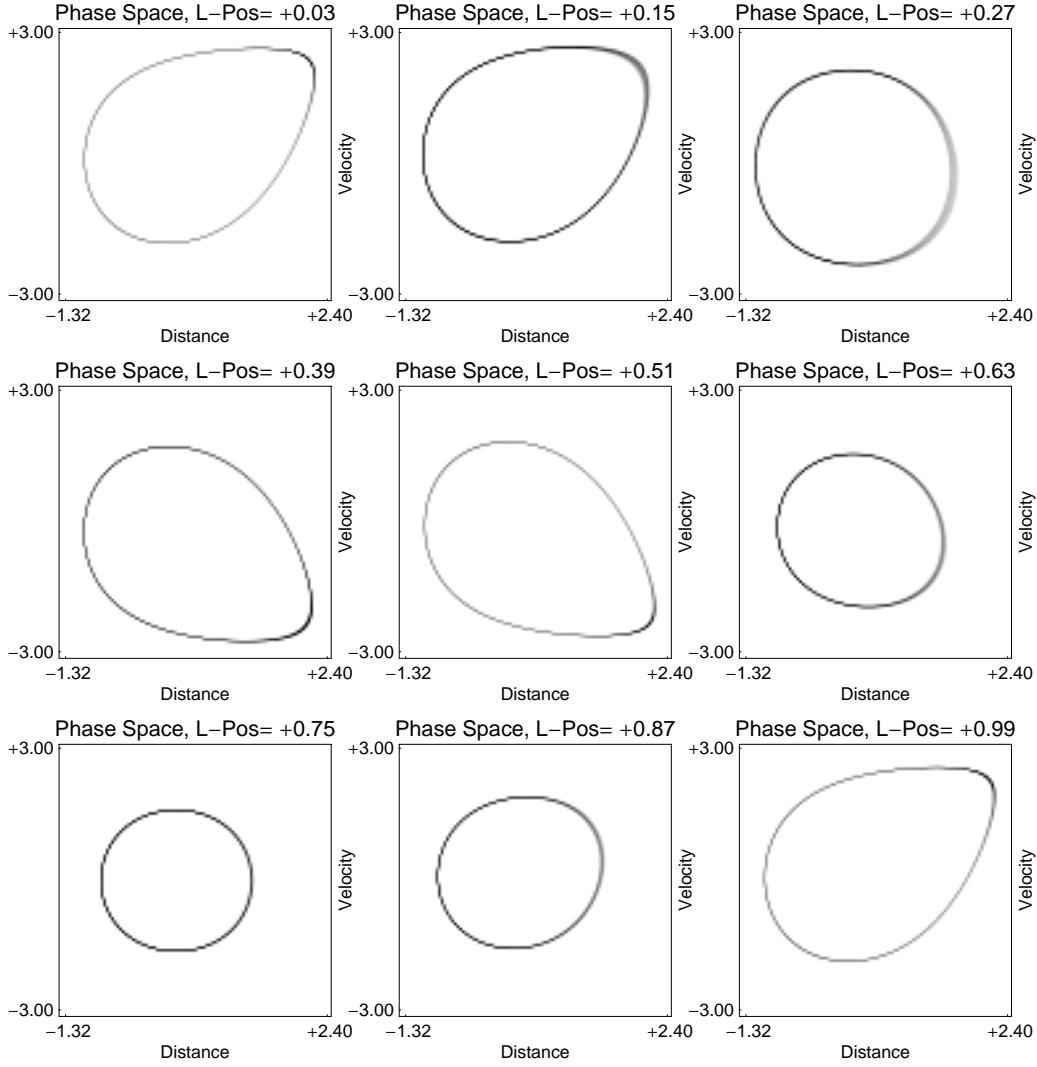 Phase Space, L−Pos= +0.03
Phase Space, L−Pos= +0.15
Phase Space, L−Pos= +0.27
+3.00
+3.00
+3.00
Velocity
Velocity
Velocity
−3.00
−3.00
−3.00
−1.32
+2.40
−1.32
+2.40
−1.32
+2.40
Distance
Distance
Distance
Phase Space, L−Pos= +0.39
Phase Space, L−Pos= +0.51
Phase Space, L−Pos= +0.63
+3.00
+3.00
+3.00
Velocity
Velocity
Velocity
−3.00
−3.00
−3.00
−1.32
+2.40
−1.32
+2.40
−1.32
+2.40
Distance
Distance
Distance
Phase Space, L−Pos= +0.75
Phase Space, L−Pos= +0.87
Phase Space, L−Pos= +0.99
+3.00
+3.00
+3.00
Velocity
Velocity
Velocity
−3.00
−3.00
−3.00
−1.32
+2.40
−1.32
+2.40
−1.32
+2.40
Distance
Distance
Distance